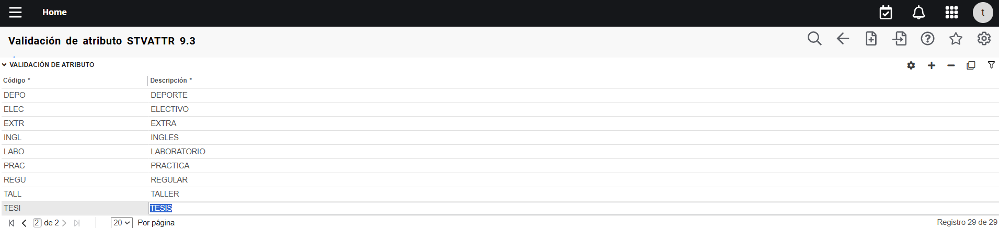 Home
t
Validación de atributo STVATTR 9.3
VALIDACIÓN DE ATRIBUTO
Código * Descripción *
DEPO DEPORTE
ELEC ELECTIVO
EXTR EXTRA
INGL INGLES
LABO LABORATORIO
PRAC PRACTICA
REGU REGULAR
TALL TALLER
TESI TESIS
2 de 2 20 Por página Registro 29 de 29